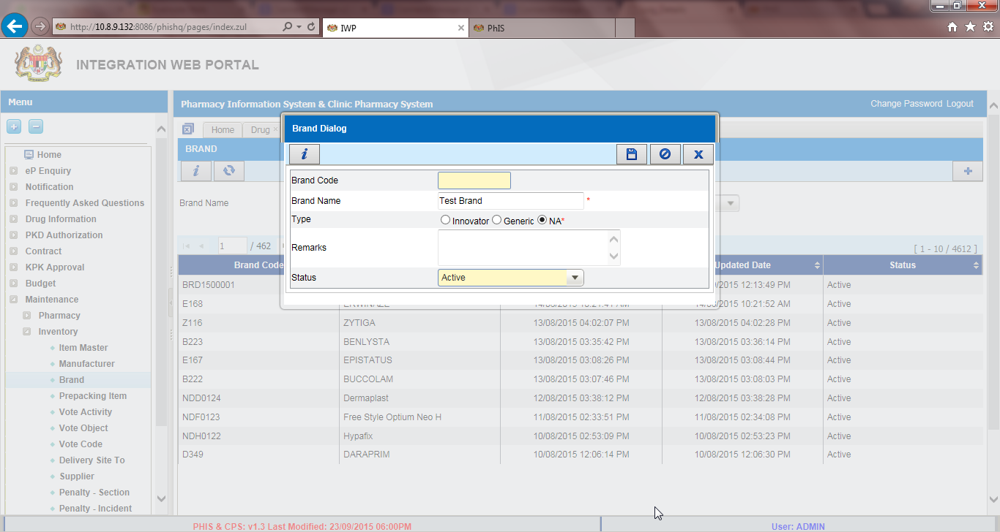 http://10.8.9.132:8086/phishq/pages/index.zul
IWP
PhIS
INTEGRATION WEB PORTAL
Menu
Pharmacy Information System & Clinic Pharmacy System
Change Password Logout
Home
Drug
BRAND
Brand Name
1 / 462
[ 1 - 10 / 4612 ]
Brand Dialog
Brand Code
Brand Name Test Brand *
Type Innovator Generic NA*
Remarks
Status Active
Home
eP Enquiry
Notification
Frequently Asked Questions
Drug Information
PKD Authorization
Contract
KPK Approval
Budget
Maintenance
Pharmacy
Inventory
Item Master
Manufacturer
Brand
Prepacking Item
Vote Activity
Vote Object
Vote Code
Delivery Site To
Supplier
Penalty - Section
Penalty - Incident
Brand Code Updated Date Status
BRD1500001 /2015 12:13:49 PM Active
E168 14/08/2015 10:21:52 AM Active
Z116 ZYTIGA 13/08/2015 04:02:07 PM 13/08/2015 04:02:28 PM Active
B223 BENLYSTA 13/08/2015 03:35:42 PM 13/08/2015 03:36:14 PM Active
E167 EPISTATUS 13/08/2015 03:08:26 PM 13/08/2015 03:08:44 PM Active
B222 BUCCOLAM 13/08/2015 03:07:46 PM 13/08/2015 03:08:03 PM Active
NDD0124 Dermaplast 12/08/2015 03:38:12 PM 12/08/2015 03:38:28 PM Active
NDF0123 Free Style Optium Neo H 11/08/2015 02:33:51 PM 11/08/2015 02:34:08 PM Active
NDH0122 Hypafix 10/08/2015 02:53:09 PM 10/08/2015 02:53:23 PM Active
D349 DARAPRIM 10/08/2015 12:06:14 PM 10/08/2015 12:06:30 PM Active
PHIS & CPS: v1.3 Last Modified: 23/09/2015 06:00PM
User: ADMIN